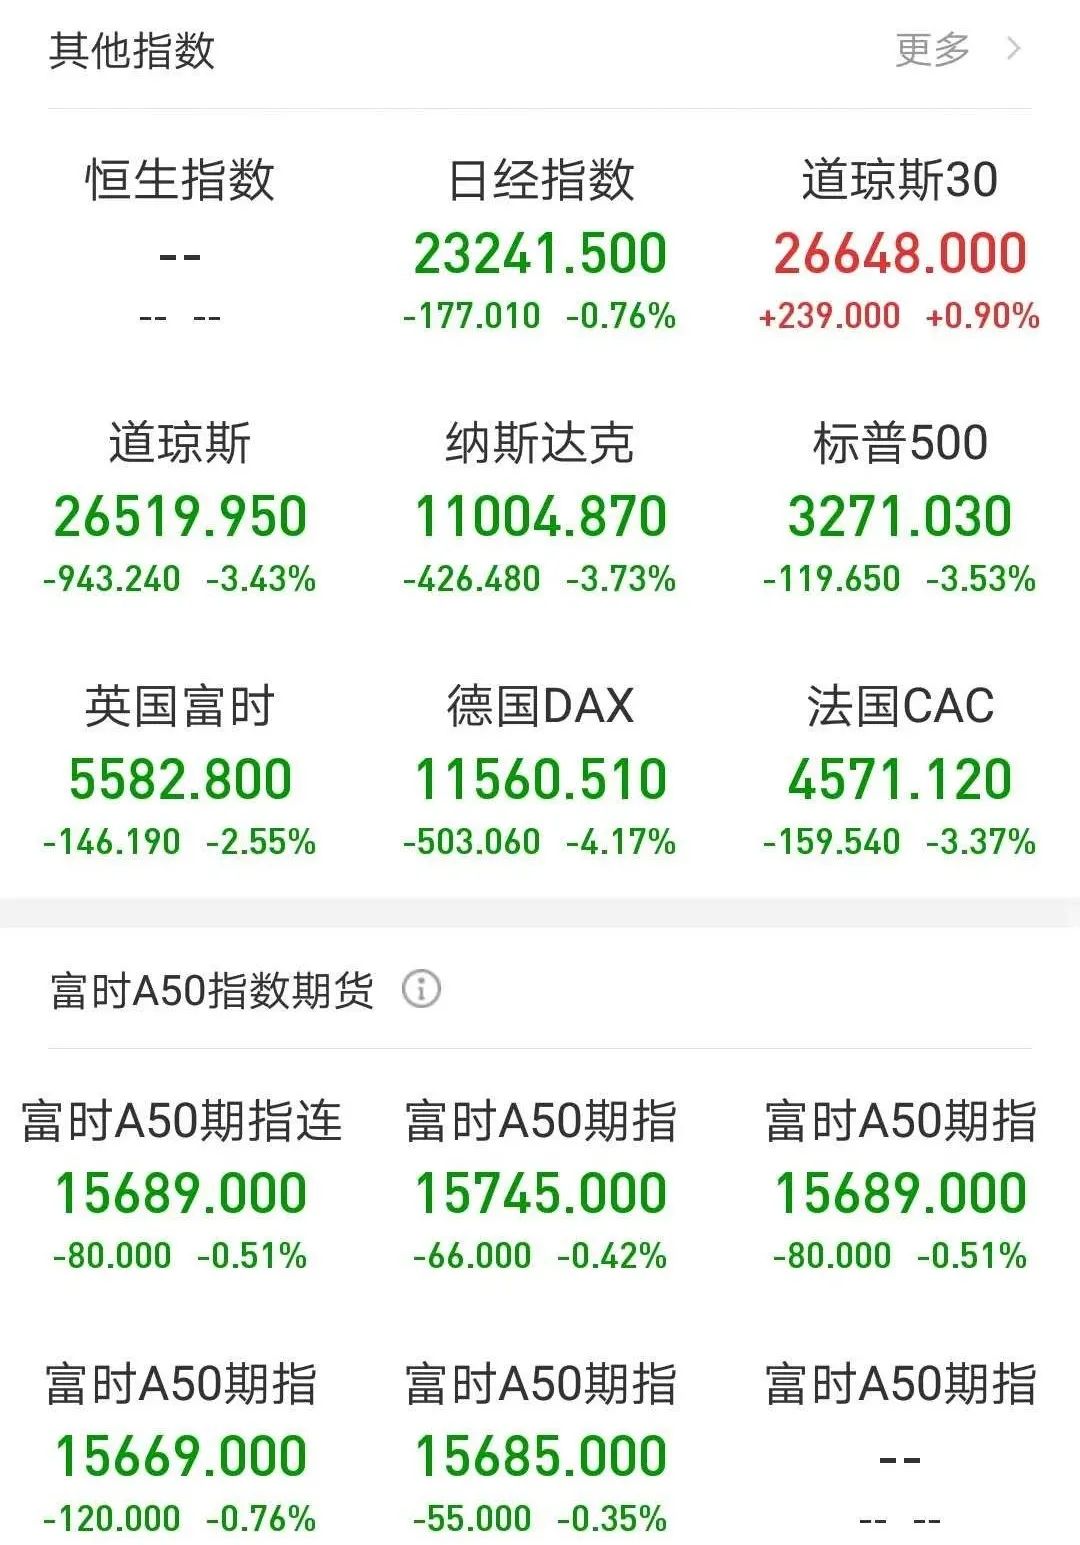 其他指数 更多
恒生指数 日经指数 道琼斯30
-- 23241.500 26648.000
-- -- -177.010 -0.76% +239.000 +0.90%
道琼斯 纳斯达克 标普500
26519.950 11004.870 3271.030
-943.240 -3.43% -426.480 -3.73% -119.650 -3.53%
英国富时 德国DAX 法国CAC
5582.800 11560.510 4571.120
-146.190 -2.55% -503.060 -4.17% -159.540 -3.37%
富时A50指数期货
富时A50期指连 富时A50期指 富时A50期指
15689.000 15745.000 15689.000
-80.000 -0.51% -66.000 -0.42% -80.000 -0.51%
富时A50期指 富时A50期指 富时A50期指
15669.000 15685.000 --
-120.000 -0.76% -55.000 -0.35% -- --